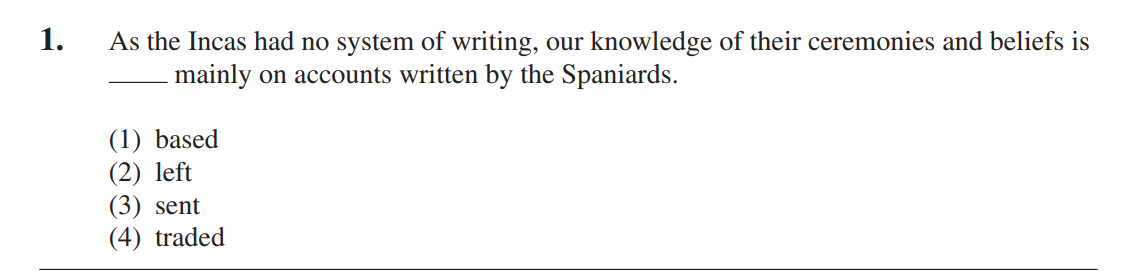 1. As the Incas had no system of writing, our knowledge of their ceremonies and beliefs is
____ mainly on accounts written by the Spaniards.
(1) based
(2) left
(3) sent
(4) traded